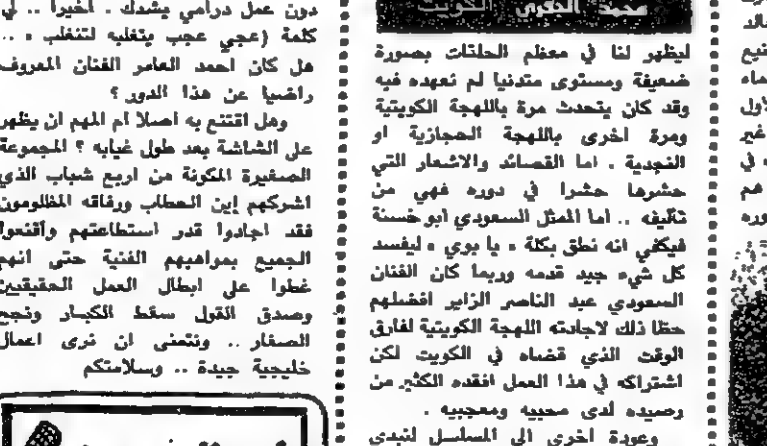 محمد الحوري الكويت
ليظهر لنا في معظم الحلقات بصورة
ضعيفة ومستوى متدنيا لم نعهده فيه
وقد كان يتحدث مرة باللهجة الكويتية
ومرة اخرى باللهجة الحجازية او
النجدية . اما القصائد والاشعار التي
حشرها حشرا في دوره فهي من
تاليفه .. اما الممثل السعودي ابو حسنة
فيكفي انه نطق بكلمة « يا بوي » ليفسد
كل شيء جيد قدمه وربما كان الفنان
السعودي عبد الناصر الزاير افضلهم
حظا ذلك لاجادته اللهجة الكويتية لفارق
الوقت الذي قضاه في الكويت لكن
اشتراكه في هذا العمل افقده الكثير من
رصيده لدى محبيه ومعجبيه .
وعودة اخرى الى المسلسل لنبدى
دون عمل درامي يشدك . اخيرا .. لي
كلمة (عجي عجب يتغلبه لتنغلب » ..
هل كان احمد العامر الفنان المعروف
راضيا عن هذا الدور ؟
وهل اقتنع به اصلا ام المهم ان يظهر
على الشاشة بعد طول غيابه ؟ المجموعة
الصغيرة المكونة من اربع شباب الذي
اشركهم إبن الحطاب ورفاقه المظلومون
فقد اجادوا قدر استطاعتهم وأقنعوا
الجميع بمواهبهم الفنية حتى انهم
غطوا على ابطال العمل الحقيقيين
وصدق القول سقط الكبار ونجح
الصغار .. ونتمنى ان نرى اعمال
خليجية جيدة .. وسلامتكم